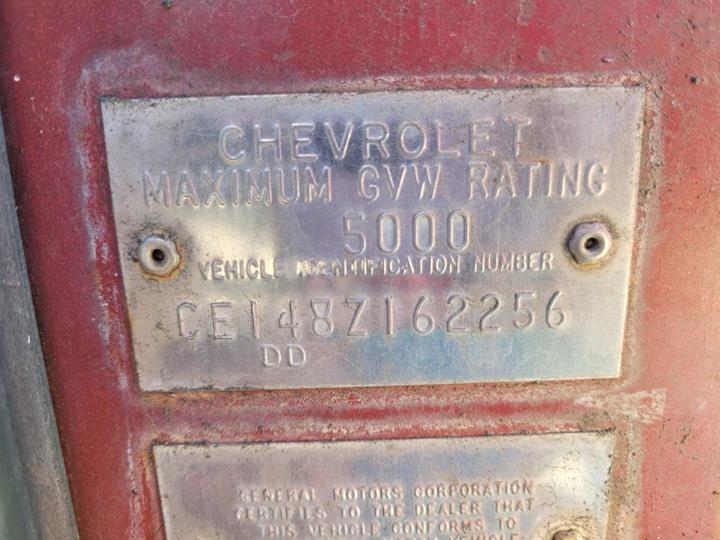 CHEVROLET
MAXIMUM GVW RATING
5000
VEHICLE IDENTIFICATION NUMBER
CE148Z162256
DD
GENERAL MOTORS CORPORATION
CERTIFIES TO THE DEALER THAT
THIS VEHICLE CONFORMS TO